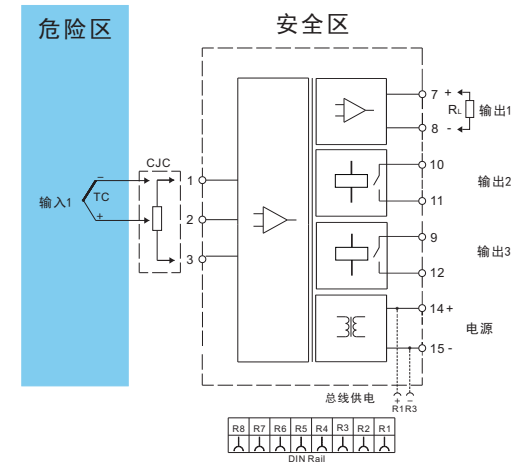 危险区
安全区
CJC
输入1
TC
−
+
1
2
3
7 +
RL
8 -
输出1
10
11
输出2
9
12
输出3
14 +
15 -
电源
总线供电
+ −
R1 R3
R8 R7 R6 R5 R4 R3 R2 R1
DIN Rail